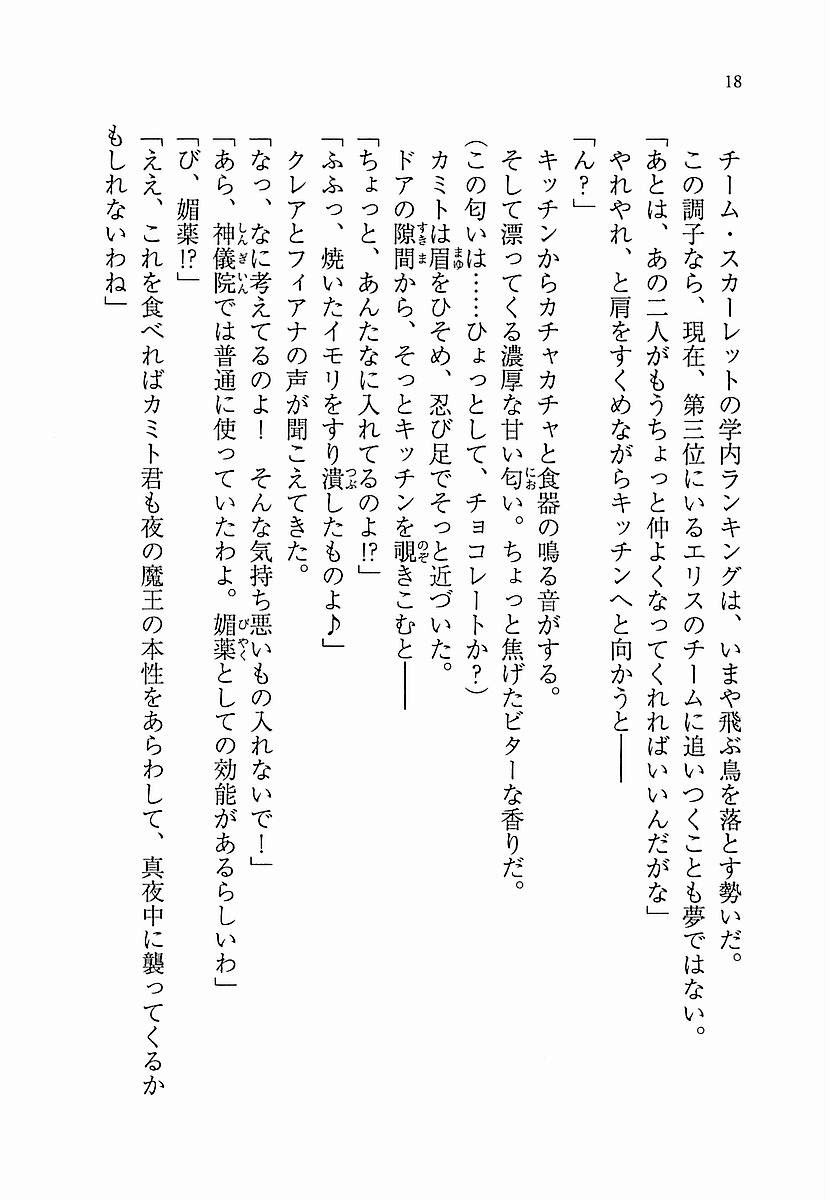 18
チーム・スカーレットの学内ランキングは、いまや飛ぶ鳥を落とす勢いだ。
この調子なら、現在、第三位にいるエリスのチームに追いつくことも夢ではない。
「あとは、あの二人がもうちょっと仲よくなってくれればいいんだがな」
やれやれ、と肩をすくめながらキッチンへと向かうと――
「ん？」
キッチンからカチャカチャと食器の鳴る音がする。
そして漂ってくる濃厚な甘い匂い。ちょっと焦げたビターな香りだ。
（この匂いは……ひょっとして、チョコレートか？）
カミトは眉をひそめ、忍び足でそっと近づいた。
ドアの隙間から、そっとキッチンを覗きこむと――
「ちょっと、あんたなに入れてるのよ!?」
「ふふっ、焼いたイモリをすり潰したものよ♪」
クレアとフィアナの声が聞こえてきた。
「なっ、なに考えてるのよ！　そんな気持ち悪いもの入れないで！」
「あら、神儀院では普通に使っていたわよ。媚薬としての効能があるらしいわ」
「び、媚薬!?」
「ええ、これを食べればカミト君も夜の魔王の本性をあらわして、真夜中に襲ってくるか
もしれないわね」